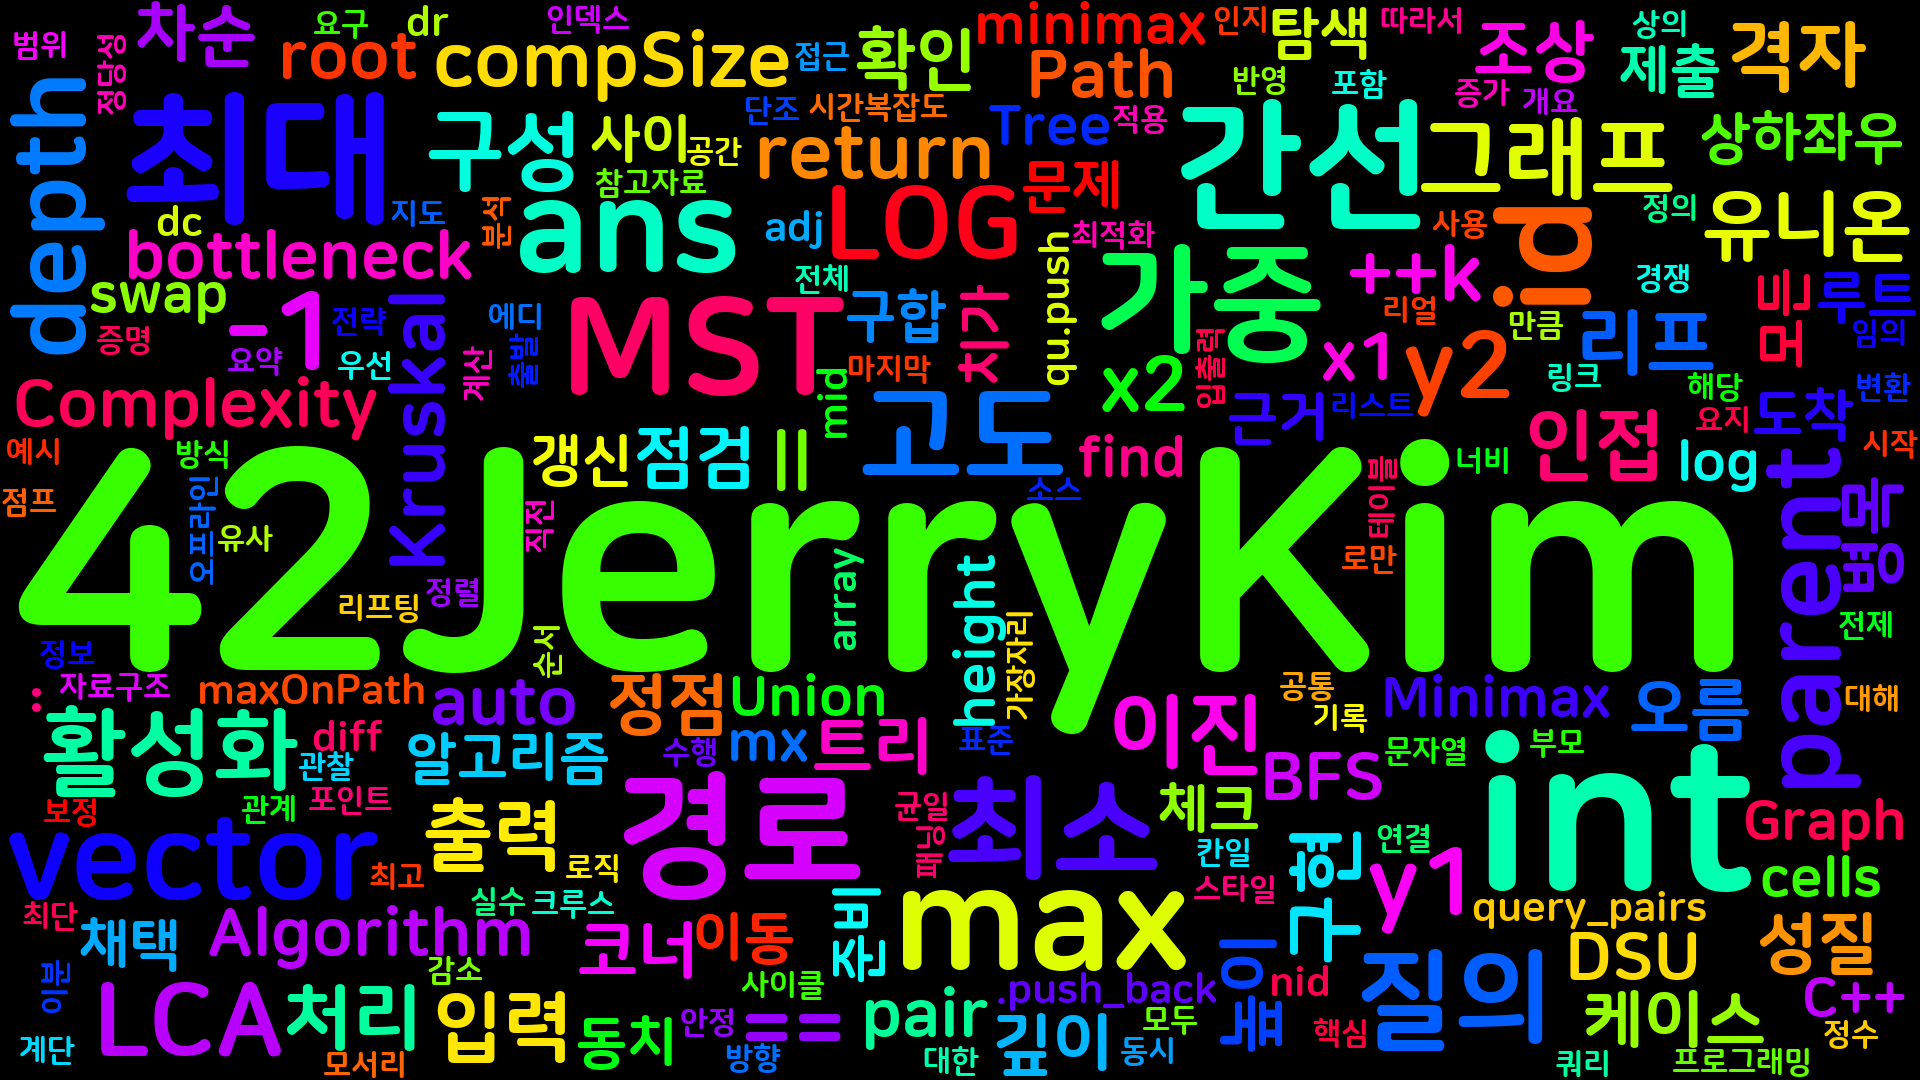 범위 정당성 차순 요구 dr 인덱스 minimax 인지 탐색 따라서 조상 상의 격자
root compSize 접근 확인 Path 반영 포함 증가 개요 제출
depth 최대 구성 사이 단조 시간복잡도 Tree 적용 간선 그래프 상하좌우
공간 return 참고자료 LOG 문제 정의 유니온
dc 지도 분석 ans adj 최적화 사용 id
bottleneck 전체 qu.push 가중 ++k 경쟁 뷰모 루트
swap -1 전략 Kruskal 에디 MST 구합 치가 리얼 만큼 리프 임의
증명 요약 우선 계산 출발 마지막 mid x2 입출력 x1 y2 링크 해당 변환
Complexity 고도 근거 리스트 인접 요지 도착 시작
예시 방식 갱신 점검 || find 너비 log parent 병목
점프 오프라인 유사 직전 소스 테이블 로만
42JerryKim
리프팅 정렬 array height 가장자리 전제
정보 순서
: 자료구조 maxOnPath auto 정점 Union 이진 공통 기록 Minimax 오름 대해
활성화 diff 알고리즘 수행 mx 트리 표준 BFS 문자열 부모 int
관찰 관계 포인트 경로 최소 체크
보정 vector 출력 로직 균일 패닝 칸일 연결 Graph
최고 실수 크루스 max 스타일 구현 y1 cells
최단 채택 Algorithm 코너 이동 준비 query_pairs
이분 감소 사이클 DSU 성질
LCA 처리 입력 동치 안정 == pair .push_back nid 질의 케이스 C++
계단 모서리 방향 대한 깊이 모두 동시 핵심 쿼리 프로그래밍 정수